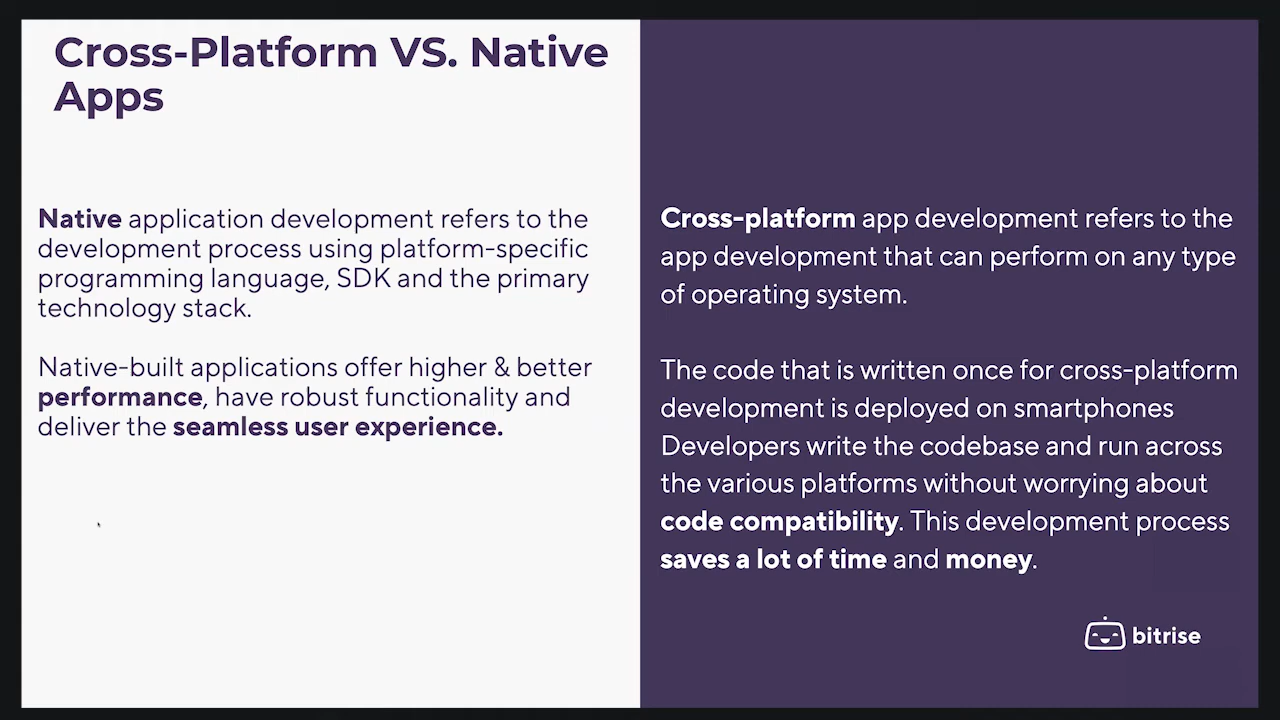 Cross-Platform VS. Native
Apps
Native application development refers to the
development process using platform-specific
programming language, SDK and the primary
technology stack.
Native-built applications offer higher & better
performance, have robust functionality and
deliver the seamless user experience.
Cross-platform app development refers to the
app development that can perform on any type
of operating system.
The code that is written once for cross-platform
development is deployed on smartphones
Developers write the codebase and run across
the various platforms without worrying about
code compatibility. This development process
saves a lot of time and money.
bitrise